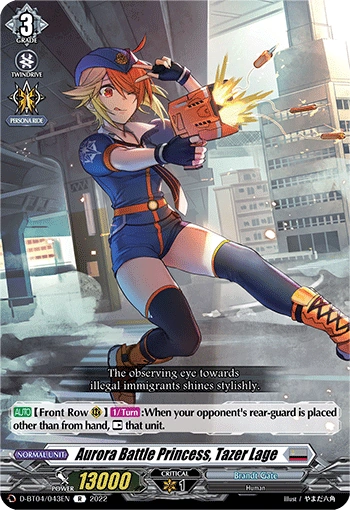 3
GRADE
TWINDRIVE
PERSONA RIDE
The observing eye towards
illegal immigrants shines stylishly.
AUTO【Front Row】1/Turn:When your opponent's rear-guard is placed
other than from hand, that unit.
NORMAL UNIT Aurora Battle Princess, Tazer Lage
POWER 13000 CRITICAL 1 Brandt Gate
Human
D-BT04/043EN R 2022 Illust / やまだ六角